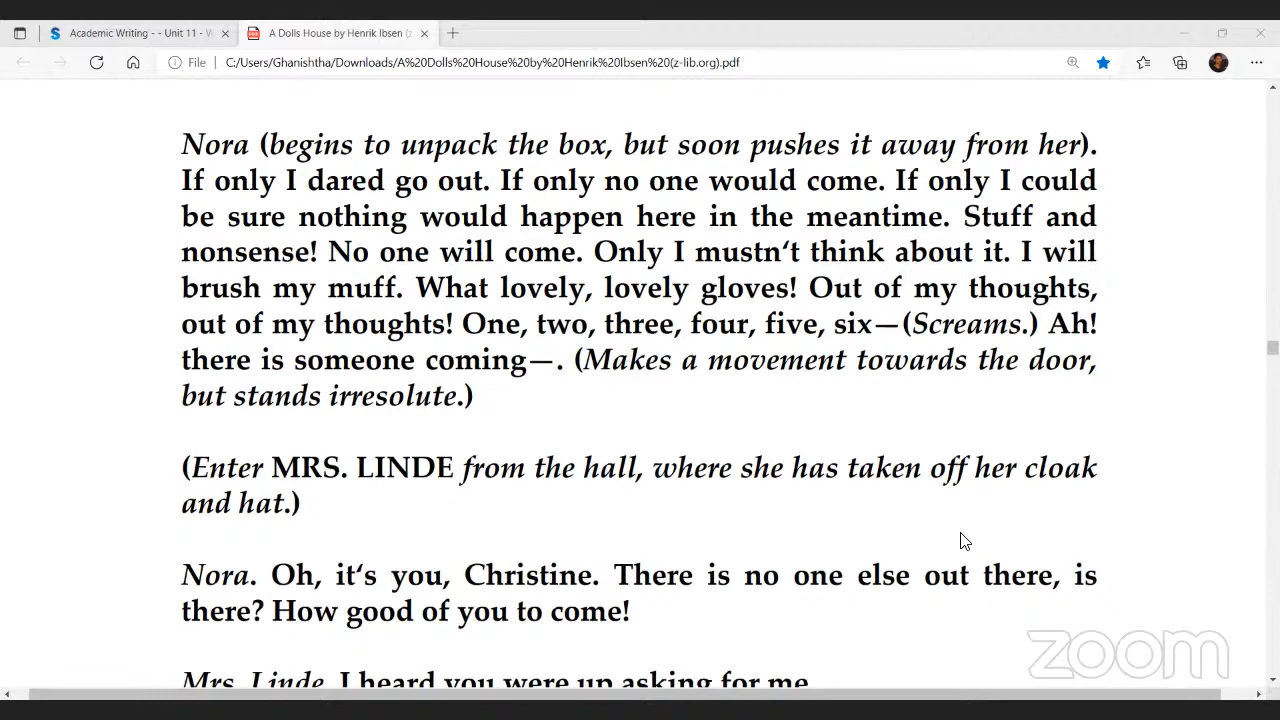 Academic Writing - - Unit 11 - W
A Dolls House by Henrik Ibsen (z
File
C:/Users/Ghanishtha/Downloads/A%20Dolls%20House%20by%20Henrik%20Ibsen%20(z-lib.org).pdf
Nora (begins to unpack the box, but soon pushes it away from her).
If only I dared go out. If only no one would come. If only I could
be sure nothing would happen here in the meantime. Stuff and
nonsense! No one will come. Only I mustn‘t think about it. I will
brush my muff. What lovely, lovely gloves! Out of my thoughts,
out of my thoughts! One, two, three, four, five, six—(Screams.) Ah!
there is someone coming—. (Makes a movement towards the door,
but stands irresolute.)
(Enter MRS. LINDE from the hall, where she has taken off her cloak
and hat.)
Nora. Oh, it‘s you, Christine. There is no one else out there, is
there? How good of you to come!
zoom
Mrs. Linde. I heard you were up asking for me.